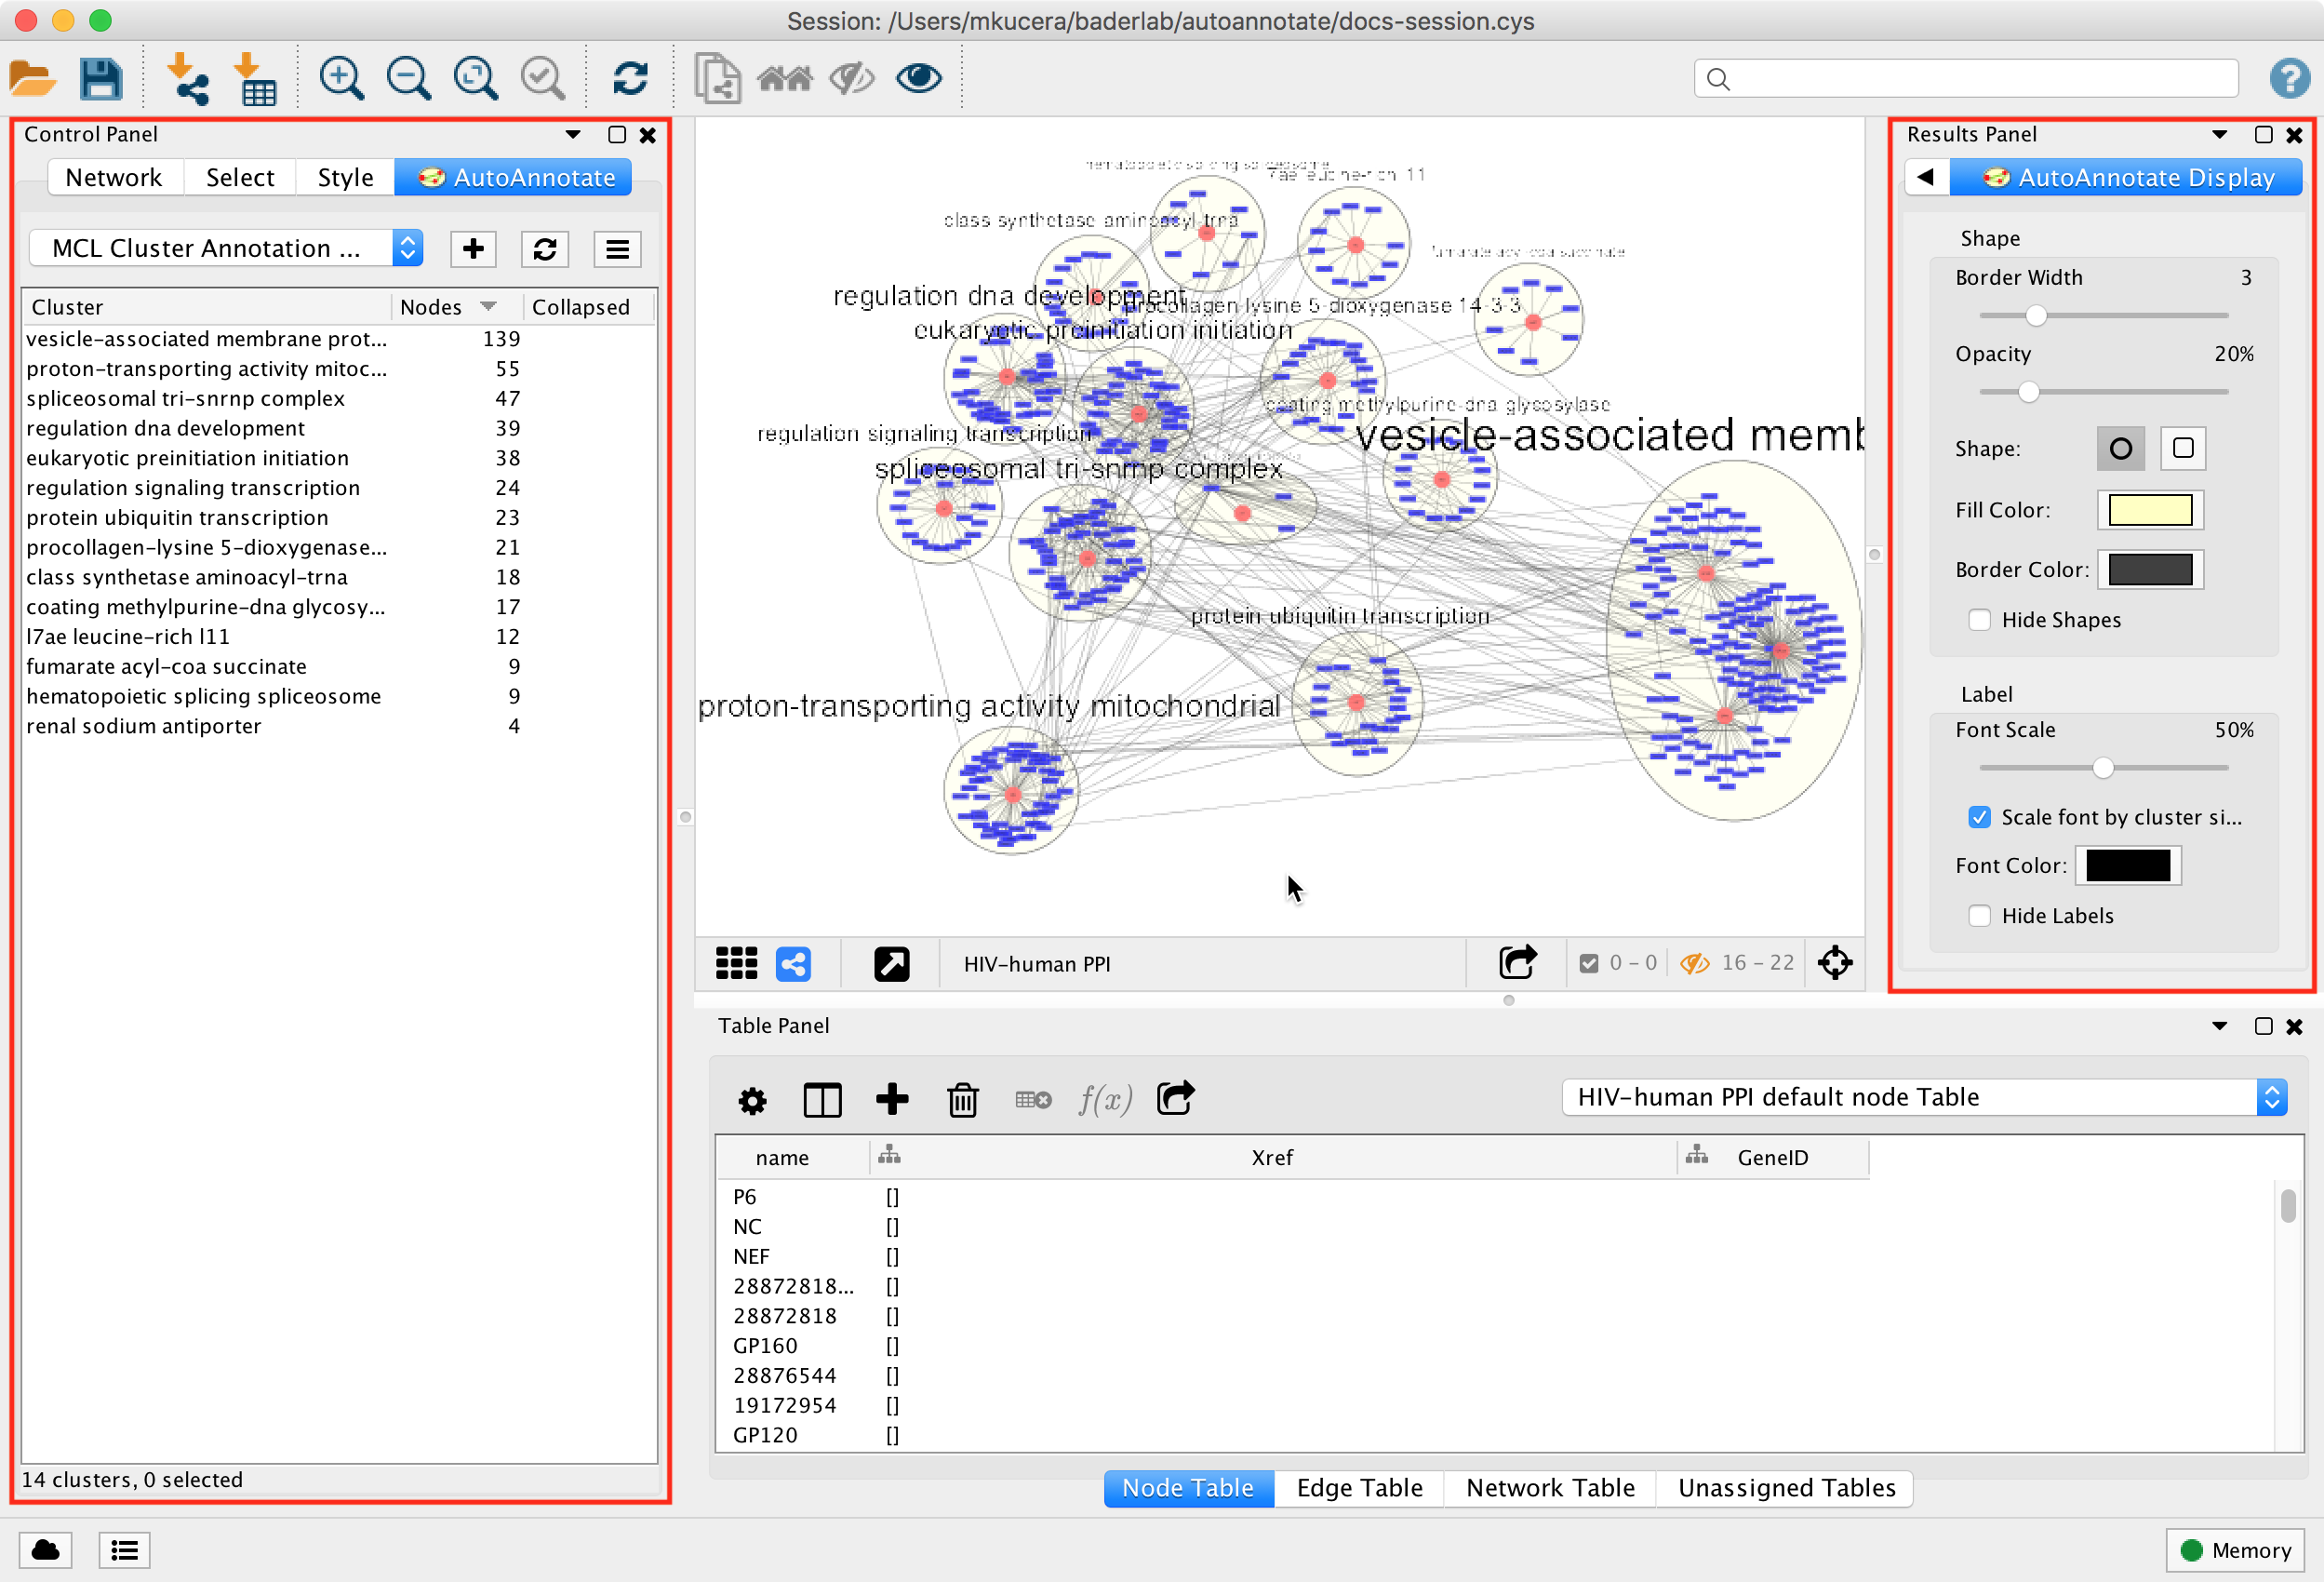 Session: /Users/mkucera/baderlab/autoannotate/docs-session.cys
Control Panel
Network Select Style AutoAnnotate
MCL Cluster Annotation ...
Cluster Nodes Collapsed
vesicle-associated membrane prot... 139
proton-transporting activity mitoc... 55
spliceosomal tri-snrnp complex 47
regulation dna development 39
eukaryotic preinitiation initiation 38
regulation signaling transcription 24
protein ubiquitin transcription 23
procollagen-lysine 5-dioxygenase... 21
class synthetase aminoacyl-trna 18
coating methylpurine-dna glycosy... 17
l7ae leucine-rich l11 12
fumarate acyl-coa succinate 9
hematopoietic splicing spliceosome 9
renal sodium antiporter 4
14 clusters, 0 selected
hematopoietic splicing spliceosome
l7ae leucine-rich l11
class synthetase aminoacyl-trna
fumarate acyl-coa succinate
regulation dna development
procollagen-lysine 5-dioxygenase 14-3-3
eukaryotic preinitiation initiation
coating methylpurine-dna glycosylase
regulation signaling transcription
vesicle-associated memb
spliceosomal tri-snrnp complex
protein ubiquitin transcription
proton-transporting activity mitochondrial
HIV-human PPI
0 - 0
16 - 22
Results Panel
AutoAnnotate Display
Shape
Border Width 3
Opacity 20%
Shape:
Fill Color:
Border Color:
Hide Shapes
Label
Font Scale 50%
Scale font by cluster si...
Font Color:
Hide Labels
Table Panel
f(x)
HIV-human PPI default node Table
name Xref GeneID
P6 []
NC []
NEF []
28872818... []
28872818 []
GP160 []
28876544 []
19172954 []
GP120 []
Node Table Edge Table Network Table Unassigned Tables
Memory